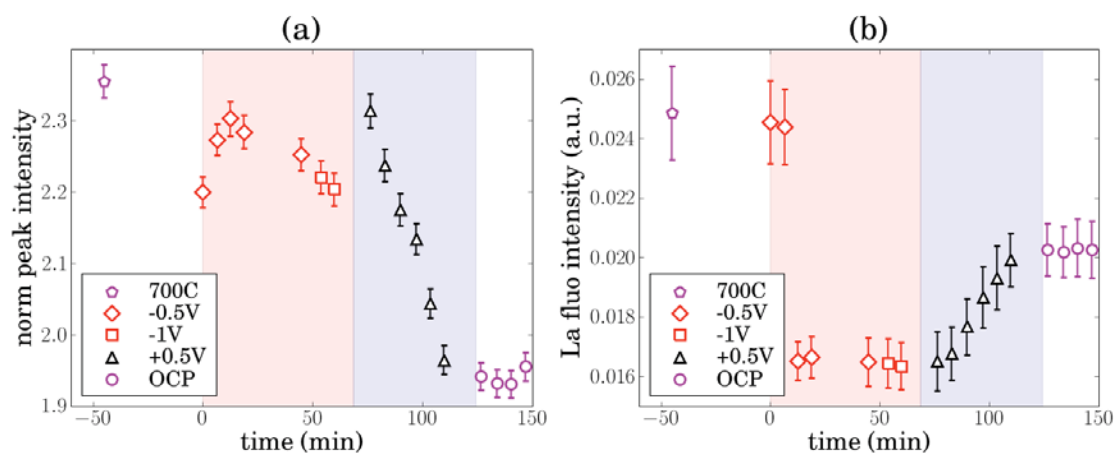 (a)
norm peak intensity
2.3
2.2
2.1
2.0
1.9
−50
0
50
100
150
time (min)
700C
-0.5V
-1V
+0.5V
OCP
(b)
La fluo intensity (a.u.)
0.026
0.024
0.022
0.020
0.018
0.016
−50
0
50
100
150
time (min)
700C
-0.5V
-1V
+0.5V
OCP